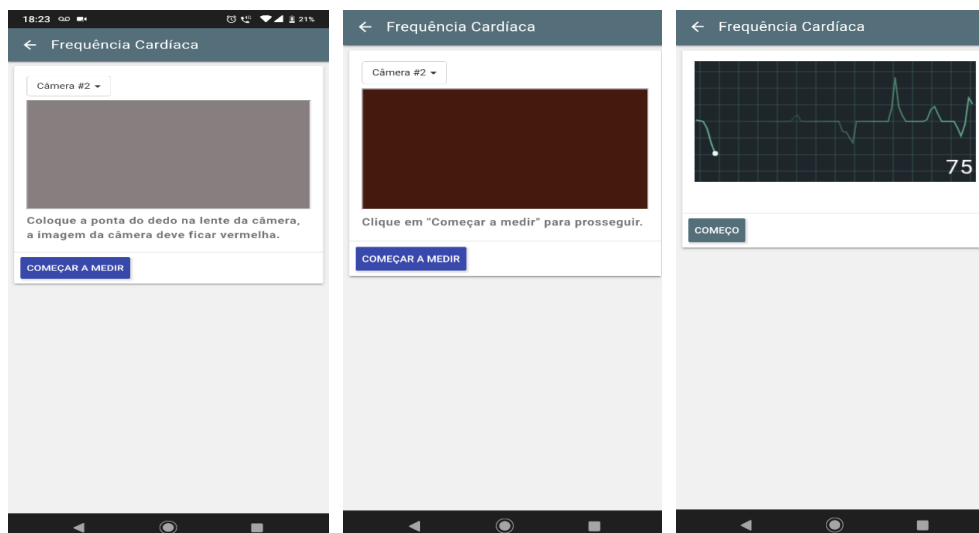 18:23
21%
Frequência Cardíaca
Câmera #2
Coloque a ponta do dedo na lente da câmera,
a imagem da câmera deve ficar vermelha.
COMEÇAR A MEDIR
Frequência Cardíaca
Câmera #2
Clique em "Começar a medir" para prosseguir.
COMEÇAR A MEDIR
Frequência Cardíaca
75
COMEÇO